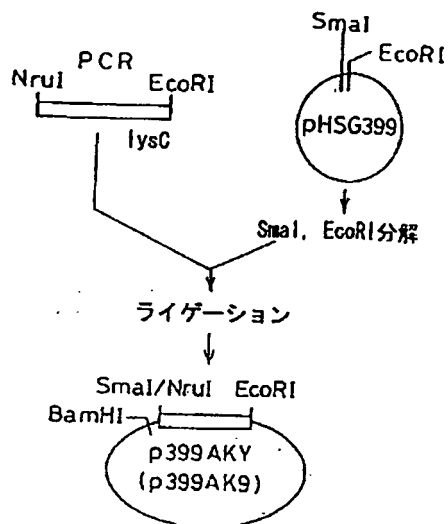 SmaI
PCR
NruI EcoRI
EcoRI
lysC
pHSG399
SmaI, EcoRI分解
ライゲーション
SmaI/NruI EcoRI
BamHI
p399AKY
(p399AK9)